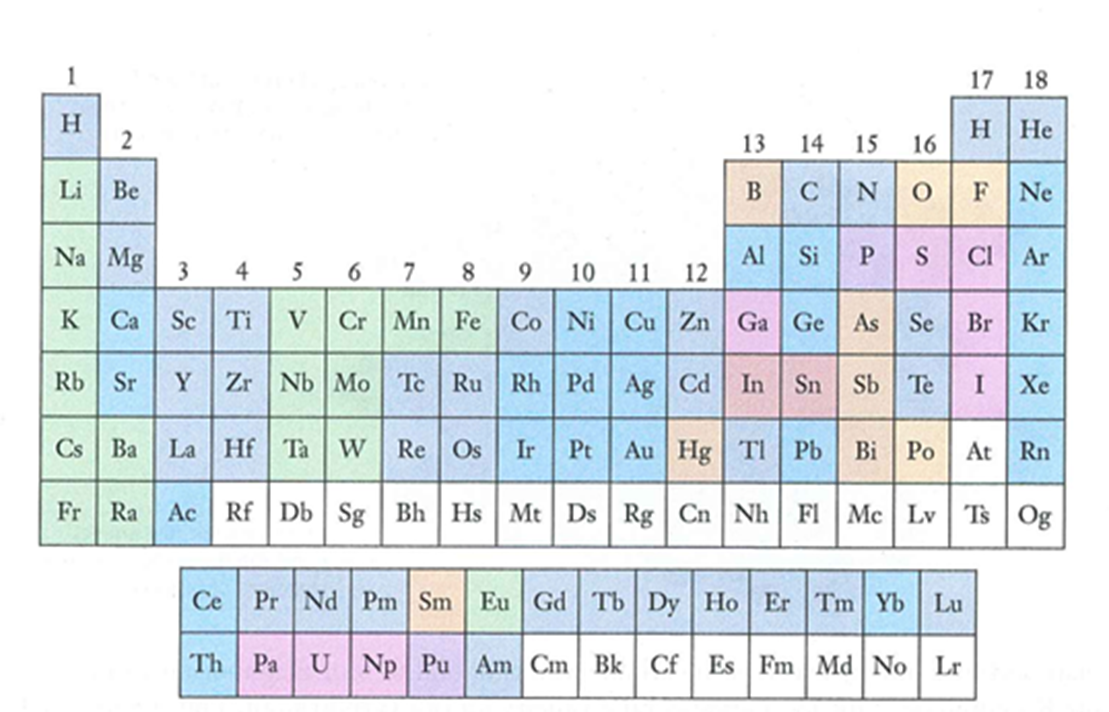 1 17 18
H H He
2 13 14 15 16
Li Be B C N O F Ne
Na Mg Al Si P S Cl Ar
3 4 5 6 7 8 9 10 11 12
K Ca Sc Ti V Cr Mn Fe Co Ni Cu Zn Ga Ge As Se Br Kr
Rb Sr Y Zr Nb Mo Tc Ru Rh Pd Ag Cd In Sn Sb Te I Xe
Cs Ba La Hf Ta W Re Os Ir Pt Au Hg Tl Pb Bi Po At Rn
Fr Ra Ac Rf Db Sg Bh Hs Mt Ds Rg Cn Nh Fl Mc Lv Ts Og
Ce Pr Nd Pm Sm Eu Gd Tb Dy Ho Er Tm Yb Lu
Th Pa U Np Pu Am Cm Bk Cf Es Fm Md No Lr